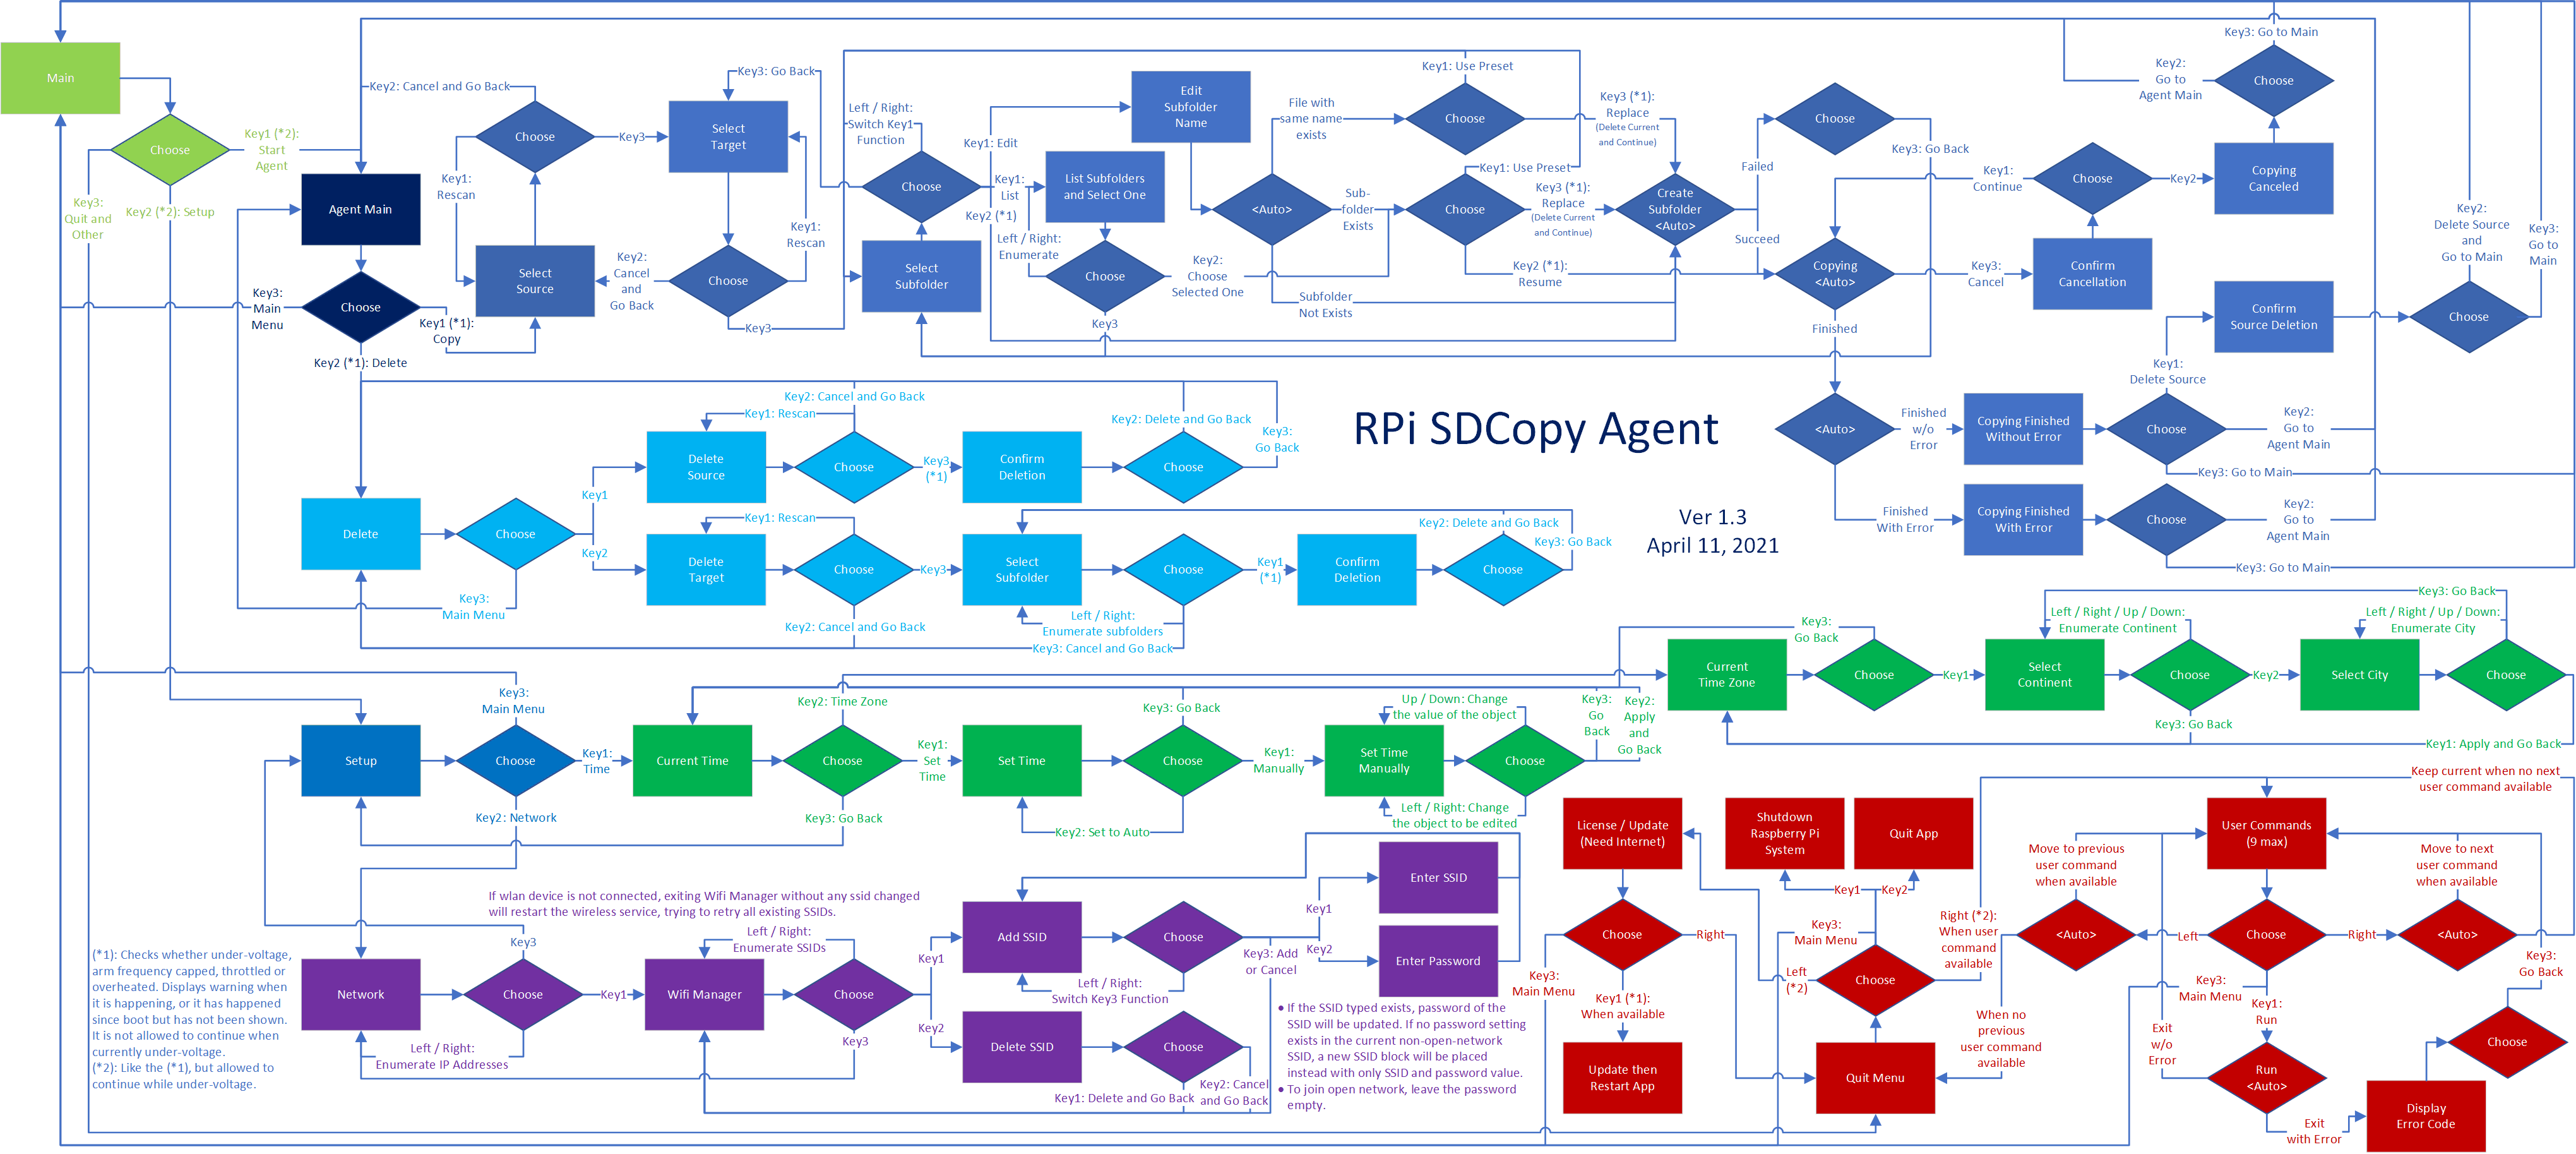 Main
Choose
Key1 (*2):
Start
Agent
Key3:
Quit and
Other
Key2 (*2): Setup
Agent Main
Choose
Key3:
Main
Menu
Key1 (*1):
Copy
Key2 (*1): Delete
Key2: Cancel and Go Back
Choose
Key3
Key1:
Rescan
Select
Source
Key3: Go Back
Select
Target
Key1:
Rescan
Key2:
Cancel
and
Go Back
Choose
Key3
Left / Right:
Switch Key1
Function
Choose
Key1: Edit
Key1:
List
Key2 (*1)
Select
Subfolder
List Subfolders
and Select One
Left / Right:
Enumerate
Choose
Key3
Key2:
Choose
Selected One
Edit
Subfolder
Name
<Auto>
File with
same name
exists
Sub-
folder
Exists
Subfolder
Not Exists
Key1: Use Preset
Choose
Key3 (*1):
Replace
(Delete Current
and Continue)
Key1: Use Preset
Choose
Key3 (*1):
Replace
(Delete Current
and Continue)
Key2 (*1):
Resume
Create
Subfolder
<Auto>
Failed
Succeed
Choose
Key3: Go Back
Copying
<Auto>
Finished
Key3:
Cancel
Confirm
Cancellation
Choose
Key1:
Continue
Key2
Copying
Canceled
Choose
Key3: Go to Main
Key2:
Go to
Agent Main
Key2:
Delete Source
and
Go to Main
Key3:
Go to
Main
Confirm
Source Deletion
Choose
Key1:
Delete Source
<Auto>
Finished
w/o
Error
Copying Finished
Without Error
Choose
Key2:
Go to
Agent Main
Key3: Go to Main
Finished
With Error
Copying Finished
With Error
Choose
Key2:
Go to
Agent Main
Key3: Go to Main
RPi SDCopy Agent
Ver 1.3
April 11, 2021
Delete
Choose
Key3:
Main Menu
Key1
Key2
Key1: Rescan
Key2: Cancel and Go Back
Delete
Source
Choose
Key3
(*1)
Confirm
Deletion
Choose
Key2: Delete and Go Back
Key3:
Go Back
Key1: Rescan
Delete
Target
Choose
Key2: Cancel and Go Back
Key3
Select
Subfolder
Choose
Left / Right:
Enumerate subfolders
Key3: Cancel and Go Back
Key1
(*1)
Confirm
Deletion
Choose
Key2: Delete and Go Back
Key3: Go Back
Setup
Choose
Key3:
Main Menu
Key1:
Time
Key2: Network
Current Time
Choose
Key2: Time Zone
Key3: Go Back
Key1:
Set
Time
Set Time
Choose
Key3: Go Back
Key2: Set to Auto
Key1:
Manually
Set Time
Manually
Choose
Up / Down: Change
the value of the object
Left / Right: Change
the object to be edited
Key3:
Go
Back
Key2:
Apply
and
Go Back
Current
Time Zone
Choose
Key3:
Go Back
Key1
Select
Continent
Choose
Left / Right / Up / Down:
Enumerate Continent
Key3: Go Back
Key2
Select City
Choose
Left / Right / Up / Down:
Enumerate City
Key3: Go Back
Key1: Apply and Go Back
(*1): Checks whether under-voltage,
arm frequency capped, throttled or
overheated. Displays warning when
it is happening, or it has happened
since boot but has not been shown.
It is not allowed to continue when
currently under-voltage.
(*2): Like the (*1), but allowed to
continue while under-voltage.
Network
Choose
Key3
Left / Right:
Enumerate IP Addresses
Key1
If wlan device is not connected, exiting Wifi Manager without any ssid changed
will restart the wireless service, trying to retry all existing SSIDs.
Wifi Manager
Choose
Left / Right:
Enumerate SSIDs
Key3
Key1
Key2
Add SSID
Choose
Left / Right:
Switch Key3 Function
Key3: Add
or Cancel
Key1
Key2
Enter SSID
Enter Password
Delete SSID
Choose
Key1: Delete and Go Back
Key2: Cancel
and Go Back
• If the SSID typed exists, password of the
SSID will be updated. If no password setting
exists in the current non-open-network
SSID, a new SSID block will be placed
instead with only SSID and password value.
• To join open network, leave the password
empty.
License / Update
(Need Internet)
Choose
Right
Key3:
Main Menu
Key1 (*1):
When available
Update then
Restart App
Shutdown
Raspberry Pi
System
Quit App
Key1
Key2
Key3:
Main Menu
Left
(*2)
Choose
Right (*2):
When user
command
available
Quit Menu
Keep current when no next
user command available
User Commands
(9 max)
Move to previous
user command
when available
Move to next
user command
when available
<Auto>
Left
Choose
Right
<Auto>
When no
previous
user command
available
Key3:
Main Menu
Key1:
Run
Exit
w/o
Error
Run
<Auto>
Exit
with Error
Display
Error Code
Choose
Key3:
Go Back